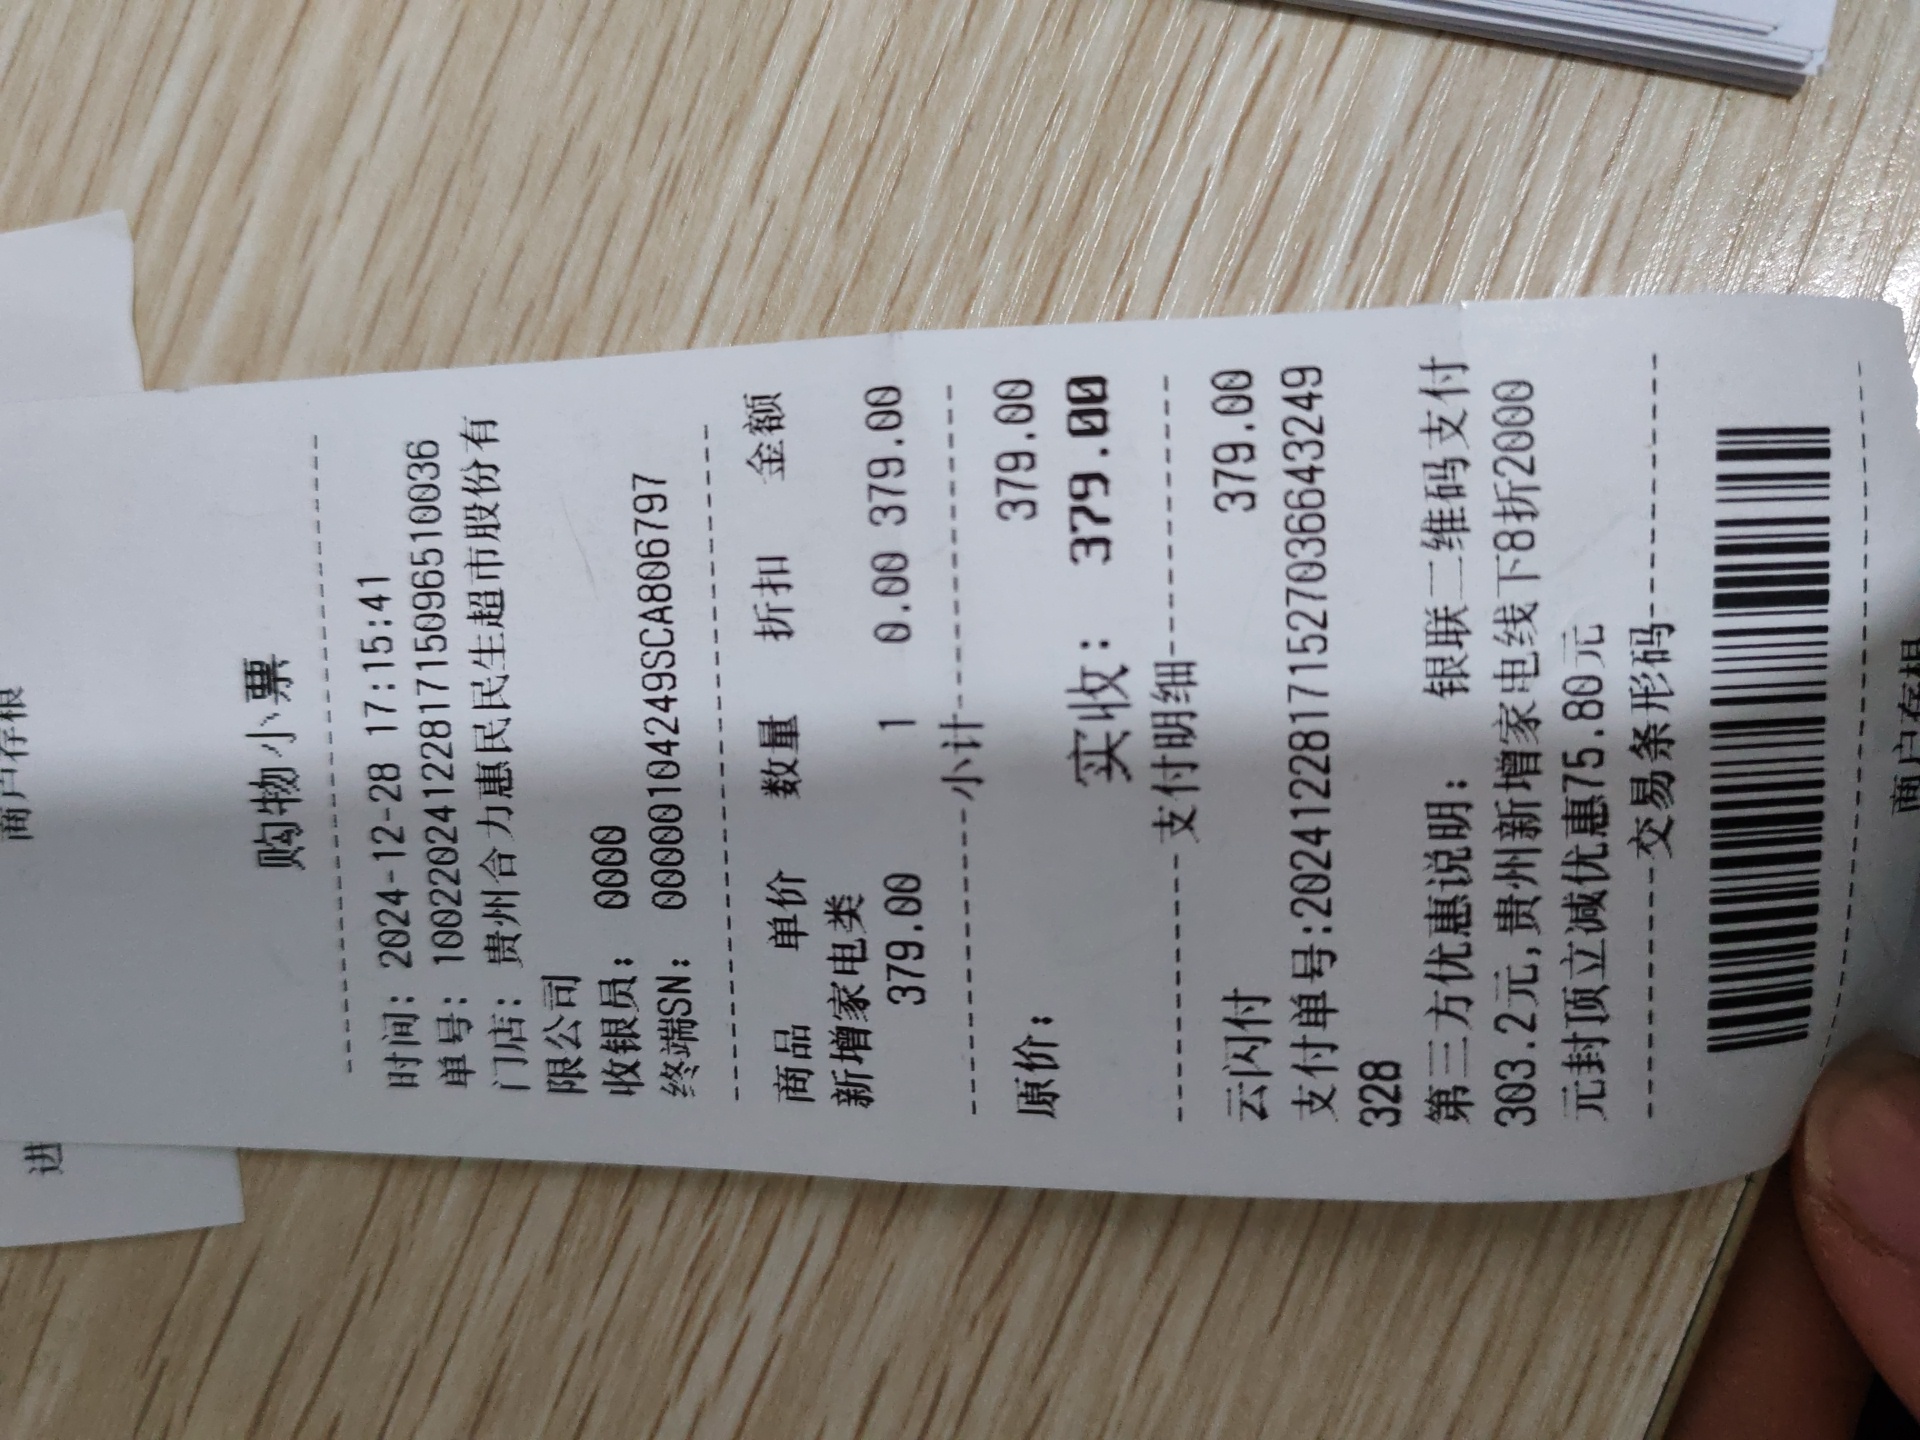 商户存根
进
购物小票
时间: 2024-12-28 17:15:41
单号: 10022024122817150965510036
门店: 贵州合力惠民民生超市股份有
限公司
收银员: 0000
终端SN: 00000104249SCA806797
商品 单价 数量 折扣 金额
新增家电类
379.00 1 0.00 379.00
小计
原价: 379.00
实收: 379.00
支付明细
云闪付 379.00
支付单号:2024122817152703664 3249
328
第三方优惠说明: 银联二维码支付
303.2元,贵州新增家电线下8折2000
元封顶立减优惠75.80元
交易条形码
商户存根